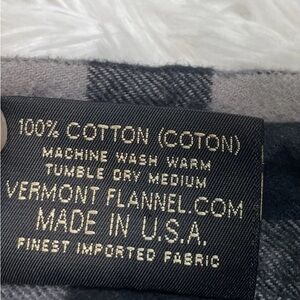 100% COTTON (COTON)
MACHINE WASH WARM
TUMBLE DRY MEDIUM
VERMONT FLANNEL.COM
MADE IN U.S.A.
FINEST IMPORTED FABRIC